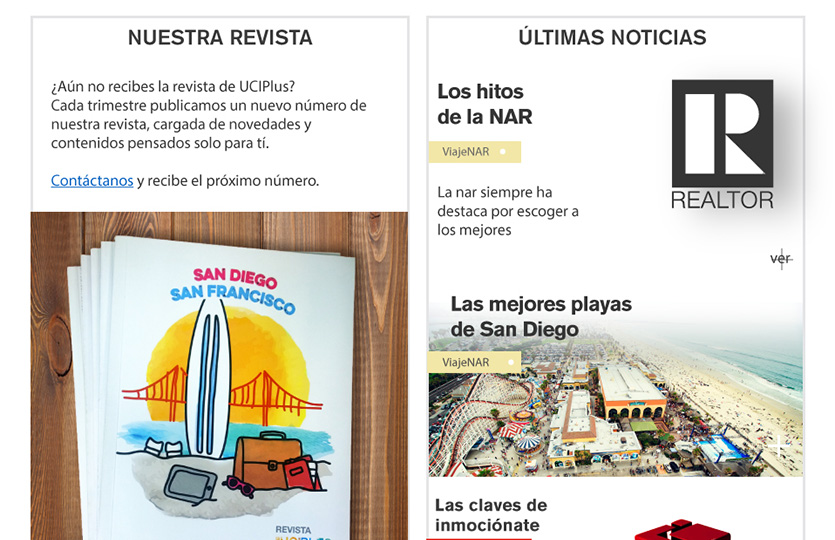 NUESTRA REVISTA
¿Aún no recibes la revista de UCIPlus?
Cada trimestre publicamos un nuevo número de
nuestra revista, cargada de novedades y
contenidos pensados solo para tí.
Contáctanos y recibe el próximo número.
SAN DIEGO
SAN FRANCISCO
REVISTA
ÚLTIMAS NOTICIAS
Los hitos
de la NAR
ViajeNAR
La nar siempre ha
destaca por escoger a
los mejores
REALTOR
ver
Las mejores playas
de San Diego
ViajeNAR
Las claves de
inmociónate